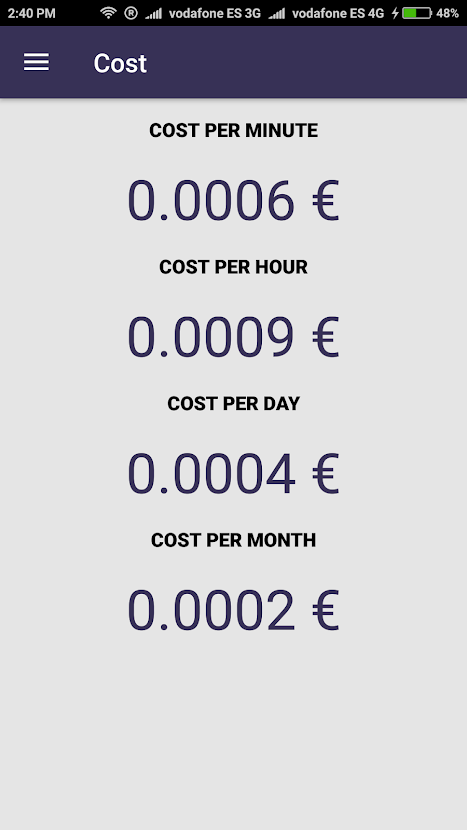 2:40 PM ® vodafone ES 3G vodafone ES 4G 48%
Cost
COST PER MINUTE
0.0006 €
COST PER HOUR
0.0009 €
COST PER DAY
0.0004 €
COST PER MONTH
0.0002 €